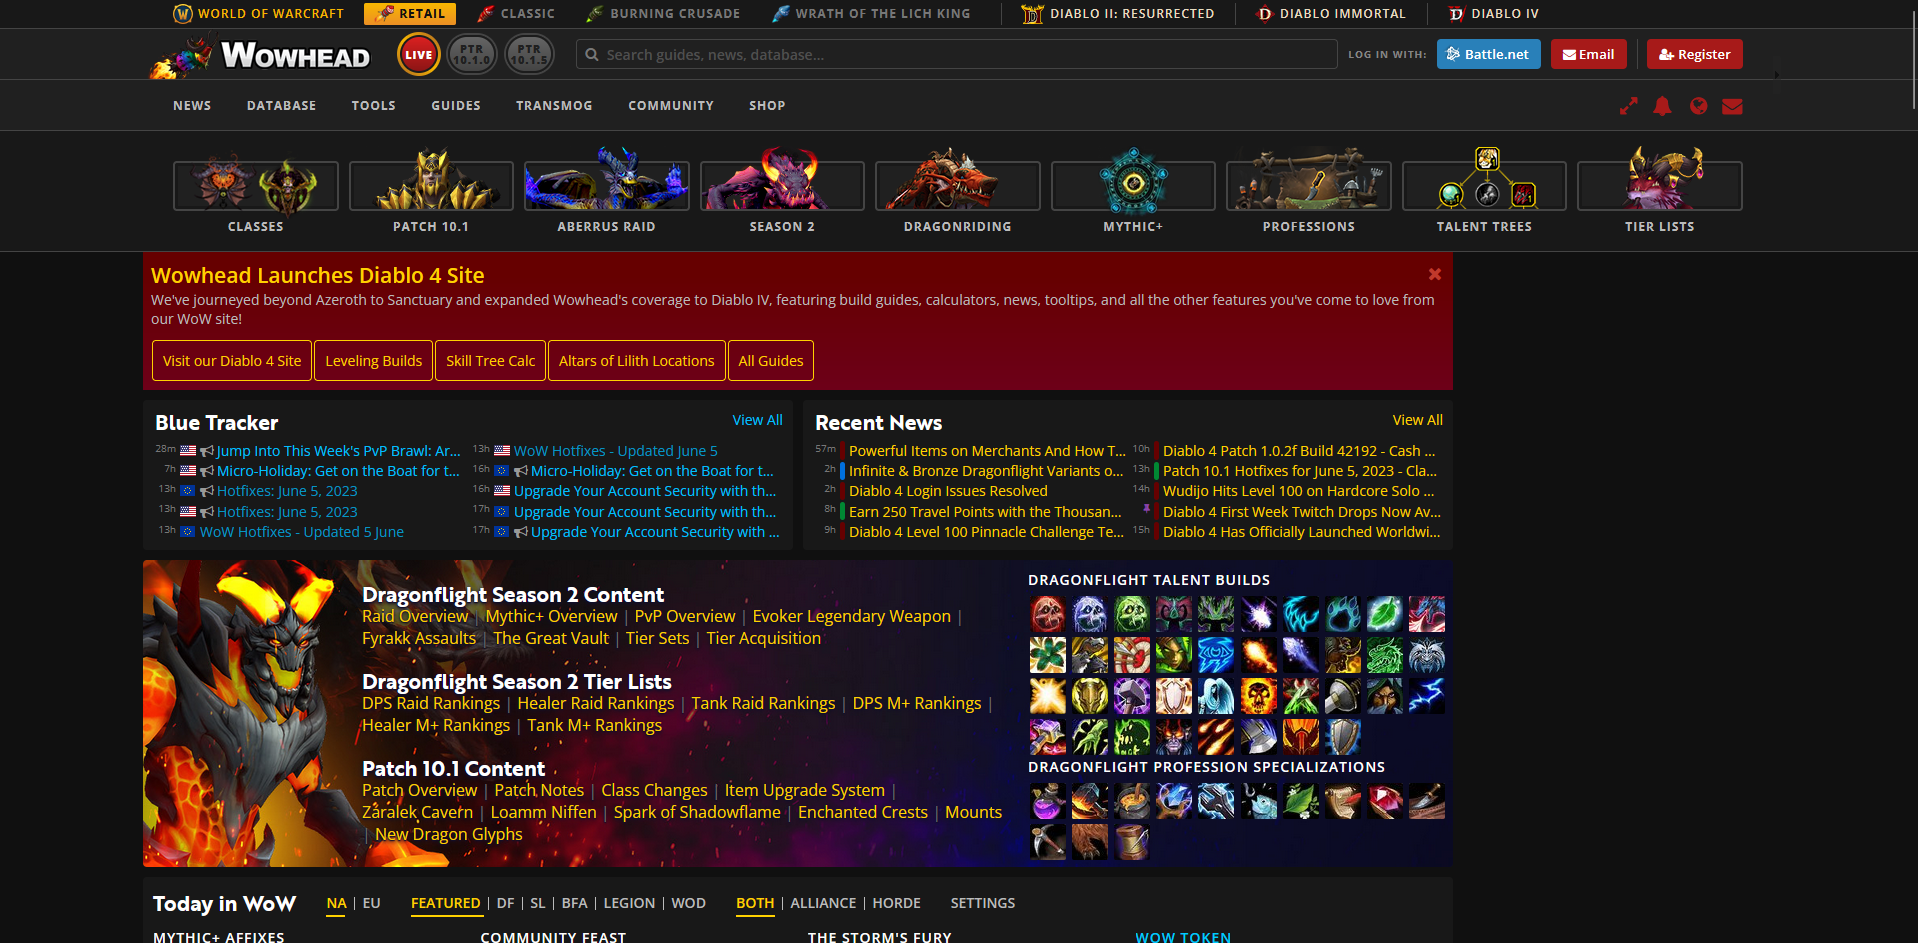 WORLD OF WARCRAFT RETAIL CLASSIC BURNING CRUSADE WRATH OF THE LICH KING DIABLO II: RESURRECTED DIABLO IMMORTAL DIABLO IV
WOWHEAD LIVE PTR 10.1.0 PTR 10.1.5 Search guides, news, database... LOG IN WITH: Battle.net Email Register
NEWS DATABASE TOOLS GUIDES TRANSMOG COMMUNITY SHOP
CLASSES PATCH 10.1 ABERRUS RAID SEASON 2 DRAGONRIDING MYTHIC+ PROFESSIONS TALENT TREES TIER LISTS
Wowhead Launches Diablo 4 Site
We've journeyed beyond Azeroth to Sanctuary and expanded Wowhead's coverage to Diablo IV, featuring build guides, calculators, news, tooltips, and all the other features you've come to love from
our WoW site!
Visit our Diablo 4 Site Leveling Builds Skill Tree Calc Altars of Lilith Locations All Guides
Blue Tracker View All
28m Jump Into This Week's PvP Brawl: Ar...
7h Micro-Holiday: Get on the Boat for t...
13h Hotfixes: June 5, 2023
13h Hotfixes: June 5, 2023
13h WoW Hotfixes - Updated 5 June
13h WoW Hotfixes - Updated June 5
16h Micro-Holiday: Get on the Boat for t...
16h Upgrade Your Account Security with th...
17h Upgrade Your Account Security with th...
17h Upgrade Your Account Security with ...
Recent News View All
57m Powerful Items on Merchants And How T...
2h Infinite & Bronze Dragonflight Variants o...
2h Diablo 4 Login Issues Resolved
8h Earn 250 Travel Points with the Thousan...
9h Diablo 4 Level 100 Pinnacle Challenge Te...
10h Diablo 4 Patch 1.0.2f Build 42192 - Cash ...
13h Patch 10.1 Hotfixes for June 5, 2023 - Cla...
14h Wudijo Hits Level 100 on Hardcore Solo ...
Diablo 4 First Week Twitch Drops Now Av...
15h Diablo 4 Has Officially Launched Worldwi...
Dragonflight Season 2 Content
Raid Overview | Mythic+ Overview | PvP Overview | Evoker Legendary Weapon |
Fyrakk Assaults | The Great Vault | Tier Sets | Tier Acquisition
Dragonflight Season 2 Tier Lists
DPS Raid Rankings | Healer Raid Rankings | Tank Raid Rankings | DPS M+ Rankings |
Healer M+ Rankings | Tank M+ Rankings
Patch 10.1 Content
Patch Overview | Patch Notes | Class Changes | Item Upgrade System |
Zaralek Cavern | Loamm Niffen | Spark of Shadowflame | Enchanted Crests | Mounts
| New Dragon Glyphs
DRAGONFLIGHT TALENT BUILDS
DRAGONFLIGHT PROFESSION SPECIALIZATIONS
Today in WoW NA | EU FEATURED | DF | SL | BFA | LEGION | WOD BOTH | ALLIANCE | HORDE SETTINGS
MYTHIC+ AFFIXES COMMUNITY FEAST THE STORM'S FURY WOW TOKEN